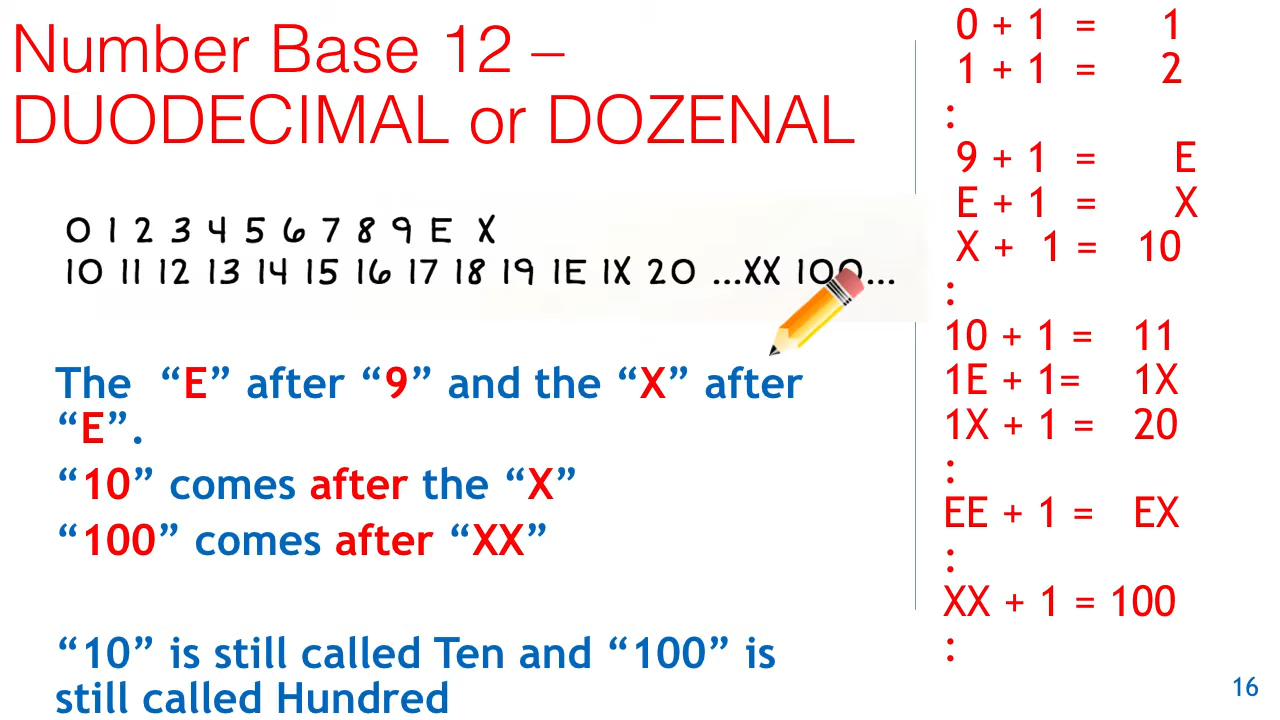 Number Base 12 –
DUODECIMAL or DOZENAL
0 1 2 3 4 5 6 7 8 9 E X
10 11 12 13 14 15 16 17 18 19 1E 1X 20 ...XX 100...
The “E” after “9” and the “X” after
“E”.
“10” comes after the “X”
“100” comes after “XX”
“10” is still called Ten and “100” is
still called Hundred
0 + 1 = 1
1 + 1 = 2
:
9 + 1 = E
E + 1 = X
X + 1 = 10
:
10 + 1 = 11
1E + 1= 1X
1X + 1 = 20
:
EE + 1 = EX
:
XX + 1 = 100
:
16